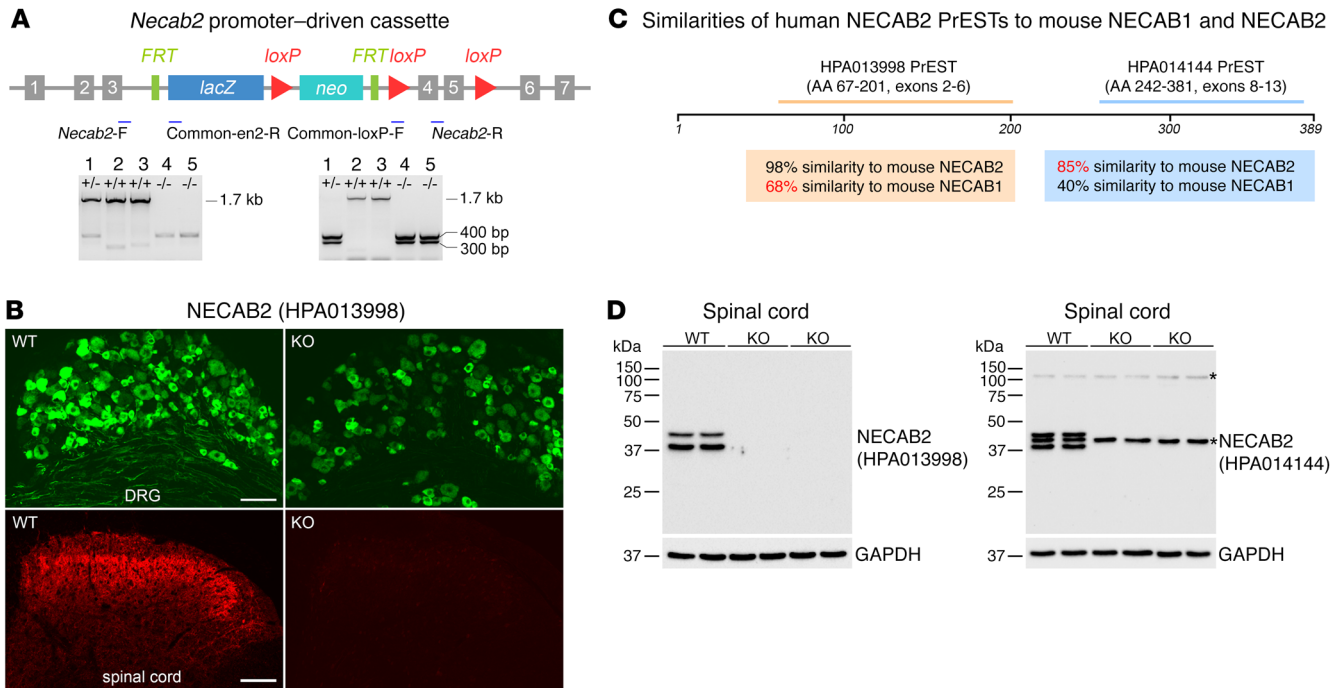 A
Necab2 promoter–driven cassette
FRT loxP FRT loxP loxP
1 2 3 lacZ neo 4 5 6 7
Necab2-F Common-en2-R Common-loxP-F Necab2-R
1 2 3 4 5
+/- +/+ +/+ -/- -/-
1.7 kb
1 2 3 4 5
+/- +/+ +/+ -/- -/-
1.7 kb
400 bp
300 bp
B
NECAB2 (HPA013998)
WT KO
DRG
WT KO
spinal cord
C Similarities of human NECAB2 PrESTs to mouse NECAB1 and NECAB2
HPA013998 PrEST
(AA 67-201, exons 2-6)
HPA014144 PrEST
(AA 242-381, exons 8-13)
1 100 200 300 389
98% similarity to mouse NECAB2
68% similarity to mouse NECAB1
85% similarity to mouse NECAB2
40% similarity to mouse NECAB1
D
Spinal cord
WT KO KO
kDa
150
100
75
50
37
25
NECAB2
(HPA013998)
37
GAPDH
Spinal cord
WT KO KO
kDa
150
100
75
50
37
25
*
*NECAB2
(HPA014144)
37
GAPDH